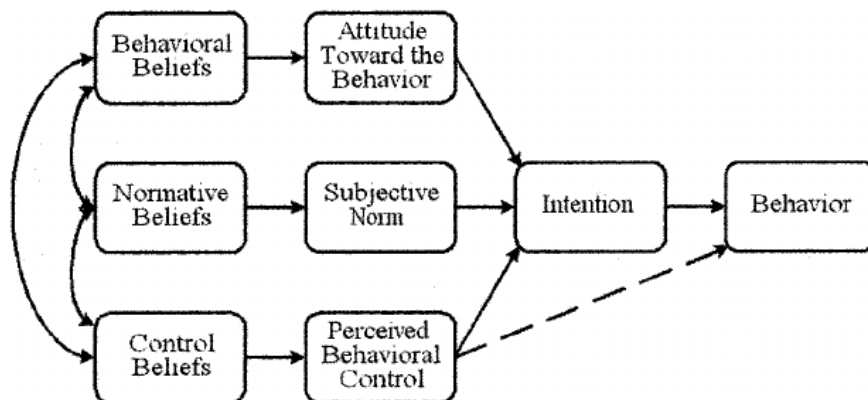 Behavioral
Beliefs
Attitude
Toward the
Behavior
Normative
Beliefs
Subjective
Norm
Intention
Behavior
Control
Beliefs
Perceived
Behavioral
Control